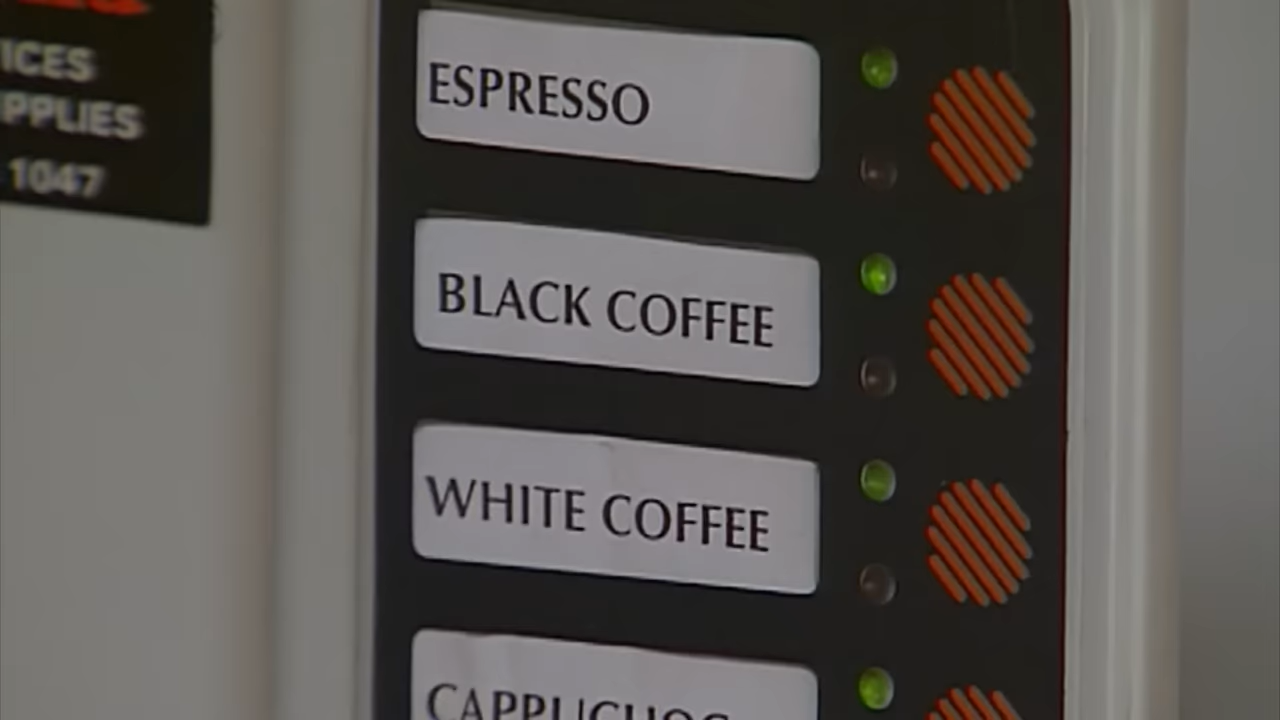 ICES
PPLIES
1047
ESPRESSO
BLACK COFFEE
WHITE COFFEE